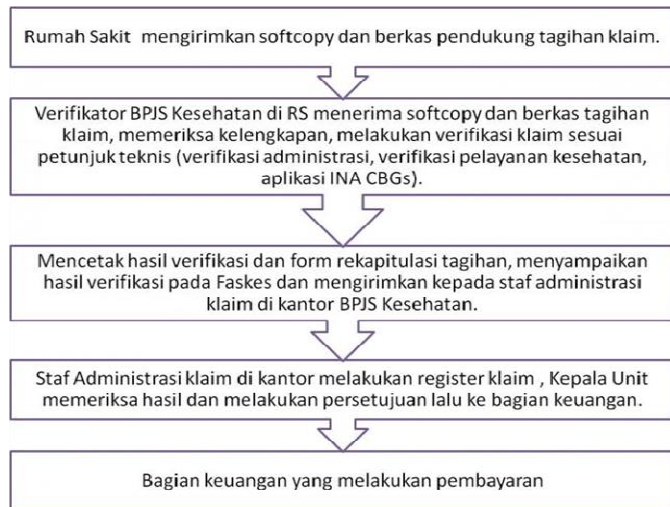 Rumah Sakit mengirimkan softcopy dan berkas pendukung tagihan klaim.
Verifikator BPJS Kesehatan di RS menerima softcopy dan berkas tagihan
klaim, memeriksa kelengkapan, melakukan verifikasi klaim sesuai
petunjuk teknis (verifikasi administrasi, verifikasi pelayanan kesehatan,
aplikasi INA CBGs).
Mencetak hasil verifikasi dan form rekapitulasi tagihan, menyampaikan
hasil verifikasi pada Faskes dan mengirimkan kepada staf administrasi
klaim di kantor BPJS Kesehatan.
Staf Administrasi klaim di kantor melakukan register klaim , Kepala Unit
memeriksa hasil dan melakukan persetujuan lalu ke bagian keuangan.
Bagian keuangan yang melakukan pembayaran